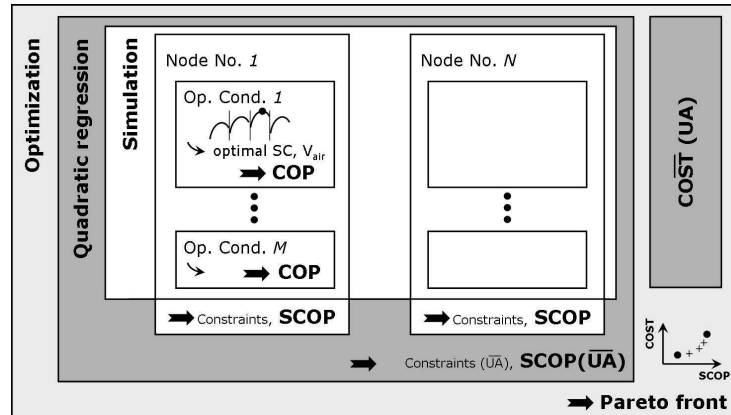 Optimization
Quadratic regression
Simulation
Node No. 1
Op. Cond. 1
optimal SC, Vair
COP
Op. Cond. M
COP
Constraints, SCOP
Node No. N
Constraints, SCOP
Constraints (UA), SCOP(UA)
COST (UA)
COST
SCOP
Pareto front